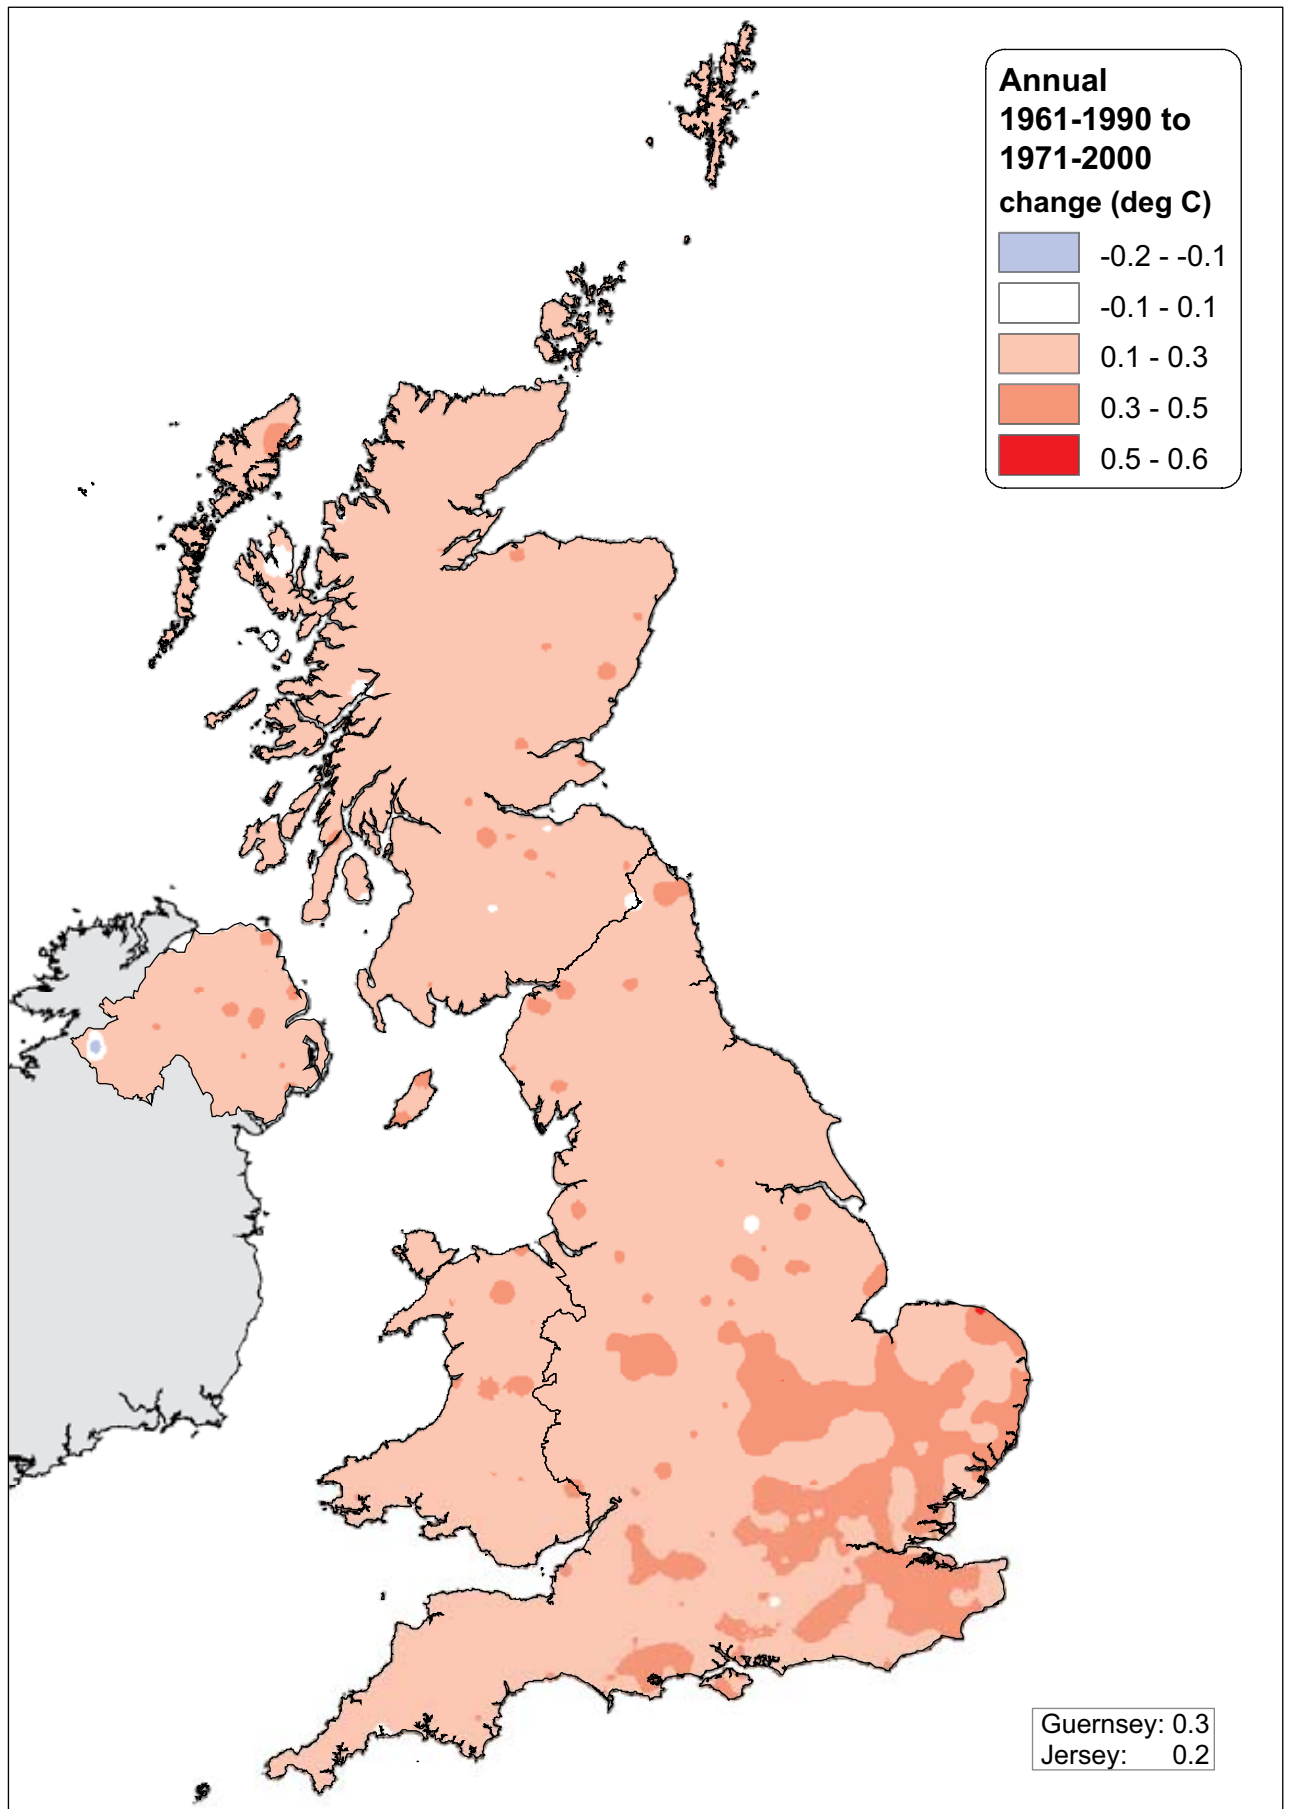 Annual
1961-1990 to
1971-2000
change (deg C)
-0.2 - -0.1
-0.1 - 0.1
0.1 - 0.3
0.3 - 0.5
0.5 - 0.6
Guernsey: 0.3
Jersey: 0.2